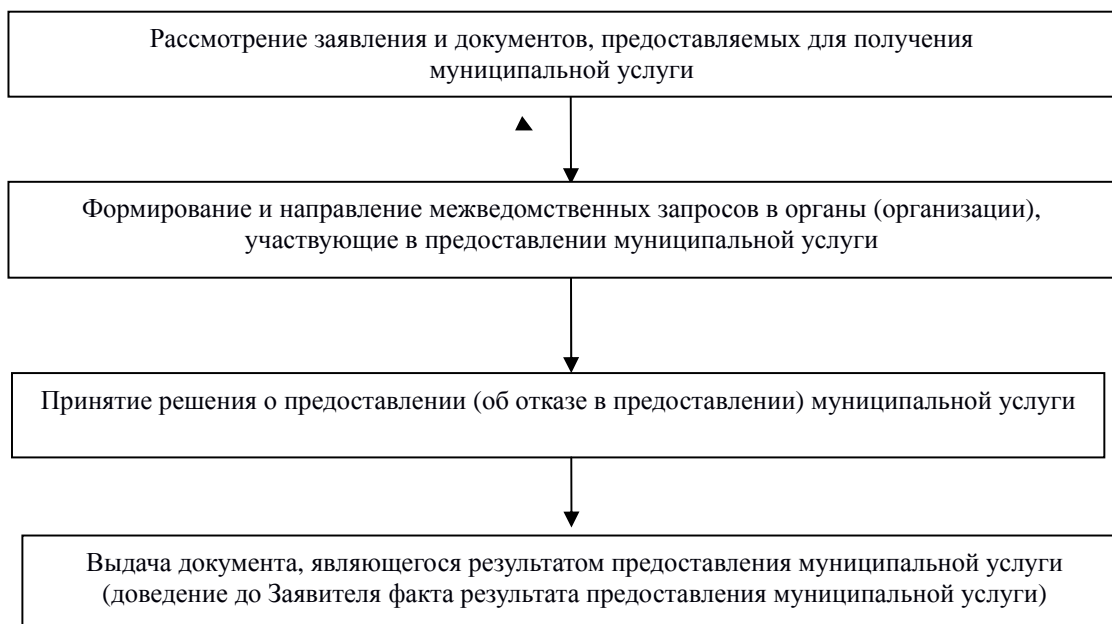 Рассмотрение заявления и документов, предоставляемых для получения
муниципальной услуги
Формирование и направление межведомственных запросов в органы (организации),
участвующие в предоставлении муниципальной услуги
Принятие решения о предоставлении (об отказе в предоставлении) муниципальной услуги
Выдача документа, являющегося результатом предоставления муниципальной услуги
(доведение до Заявителя факта результата предоставления муниципальной услуги)